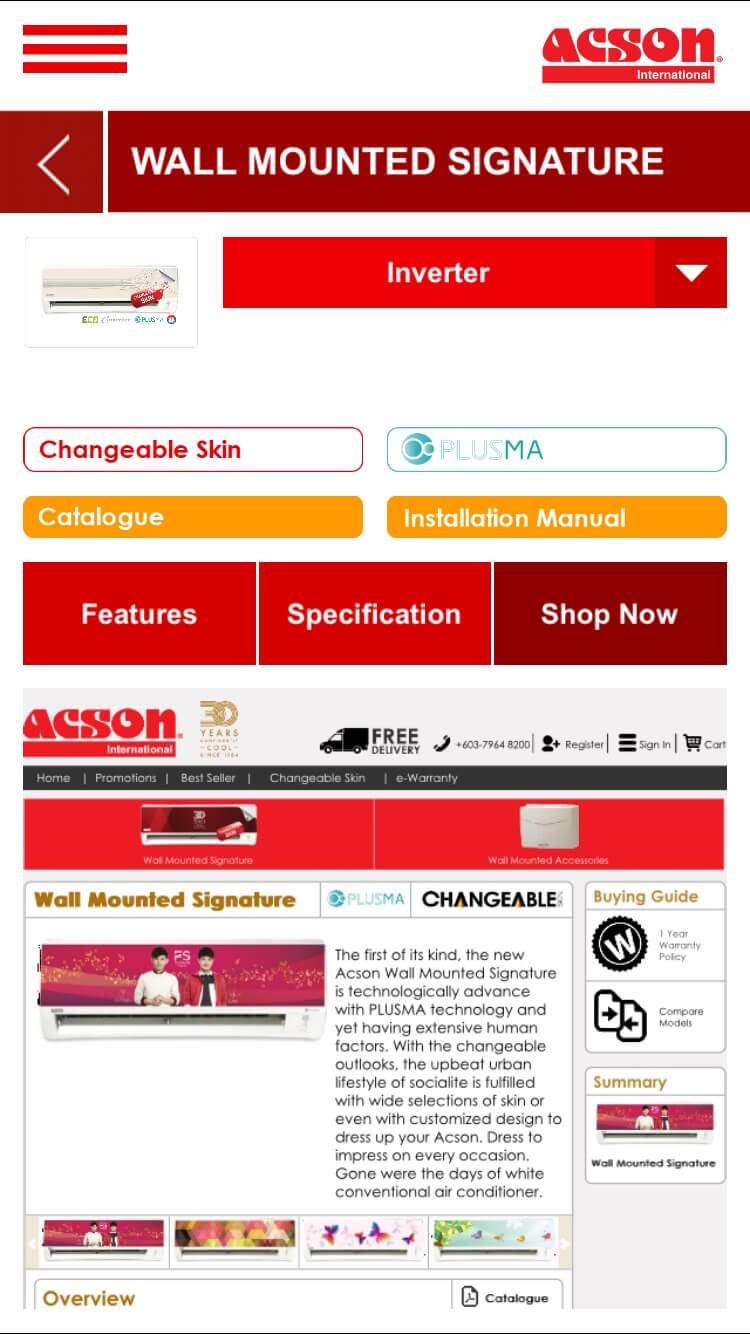 ACSON®
International
WALL MOUNTED SIGNATURE
Inverter
CHANGEABLE
SKIN
ECO Inverter PLUSMA
Changeable Skin
PLUSMA
Catalogue
Installation Manual
Features
Specification
Shop Now
ACSON®
International
30
YEARS
COOL
SINCE 1984
FREE
DELIVERY
+603-7964 8200
Register
Sign In
Cart
Home | Promotions | Best Seller | Changeable Skin | e-Warranty
Wall Mounted Signature
Wall Mounted Accessories
Wall Mounted Signature
PLUSMA
CHANGEABLE
Buying Guide
W
1 Year
Warranty
Policy
Compare
Models
Summary
Wall Mounted Signature
FS
The first of its kind, the new
Acson Wall Mounted Signature
is technologically advance
with PLUSMA technology and
yet having extensive human
factors. With the changeable
outlooks, the upbeat urban
lifestyle of socialite is fulfilled
with wide selections of skin or
even with customized design to
dress up your Acson. Dress to
impress on every occasion.
Gone were the days of white
conventional air conditioner.
Overview
Catalogue